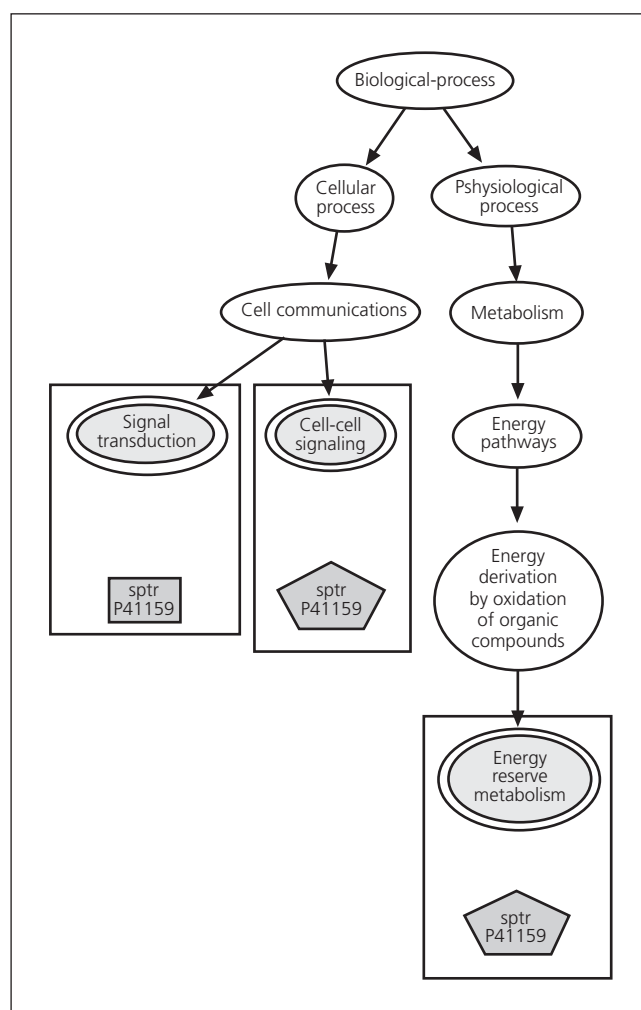 Biological-process
Cellular
process
Pshysiological
process
Cell communications
Metabolism
Signal
transduction
Cell-cell
signaling
Energy
pathways
sptr
P41159
sptr
P41159
Energy
derivation
by oxidation
of organic
compounds
Energy
reserve
metabolism
sptr
P41159